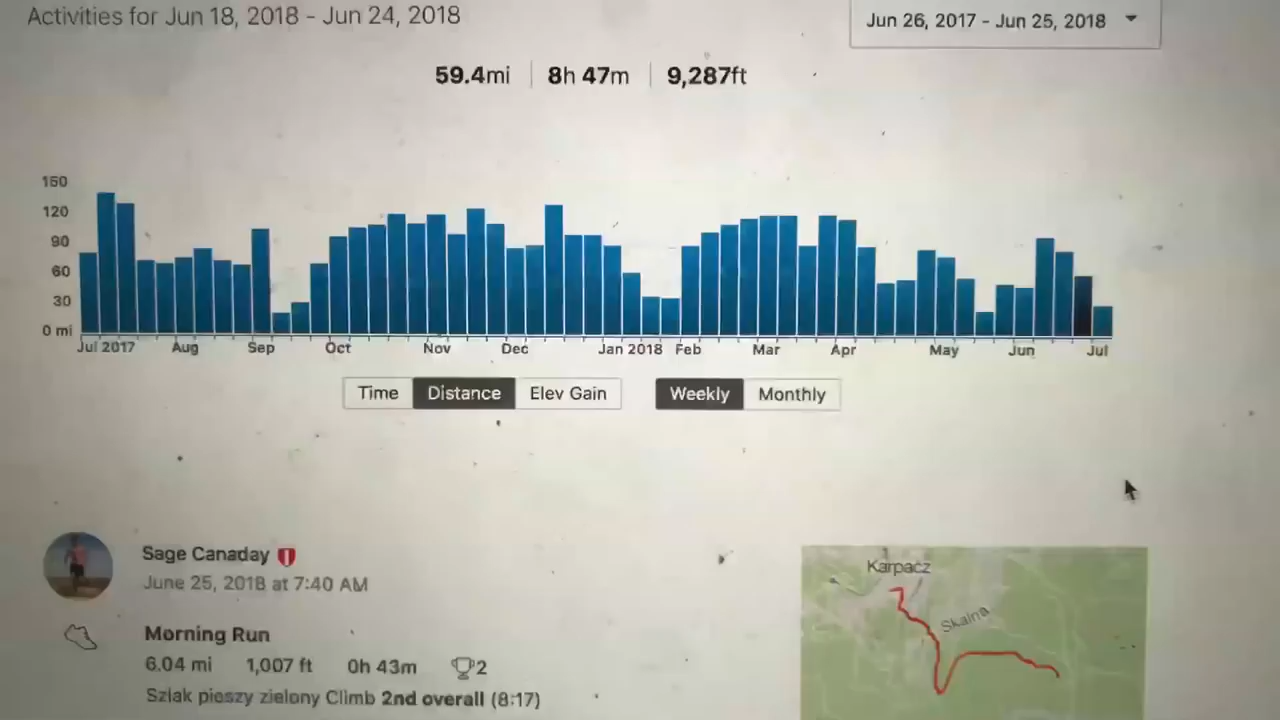 Activities for Jun 18, 2018 - Jun 24, 2018
Jun 26, 2017 - Jun 25, 2018
59.4mi 8h 47m 9,287ft
150
120
90
60
30
0 mi
Jul 2017 Aug Sep Oct Nov Dec Jan 2018 Feb Mar Apr May Jun Jul
Time Distance Elev Gain Weekly Monthly
Sage Canaday
June 25, 2018 at 7:40 AM
Morning Run
6.04 mi 1,007 ft 0h 43m 2
Szlak pieszy zielony Climb 2nd overall (8:17)
Karpacz
Skalna